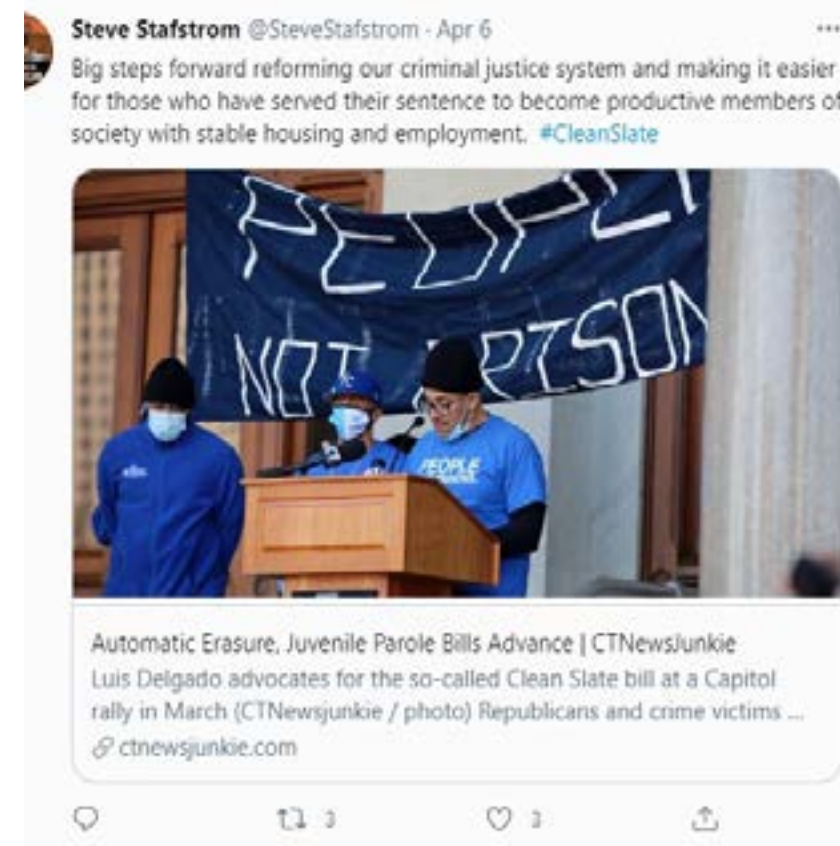 Steve Stafstrom @SteveStafstrom · Apr 6
Big steps forward reforming our criminal justice system and making it easier
for those who have served their sentence to become productive members of
society with stable housing and employment. #CleanSlate
PEOPLE
NOT PRISON
PEOPLE
Automatic Erasure, Juvenile Parole Bills Advance | CTNewsJunkie
Luis Delgado advocates for the so-called Clean Slate bill at a Capitol
rally in March (CTNewsjunkie / photo) Republicans and crime victims ...
ctnewsjunkie.com
3 3